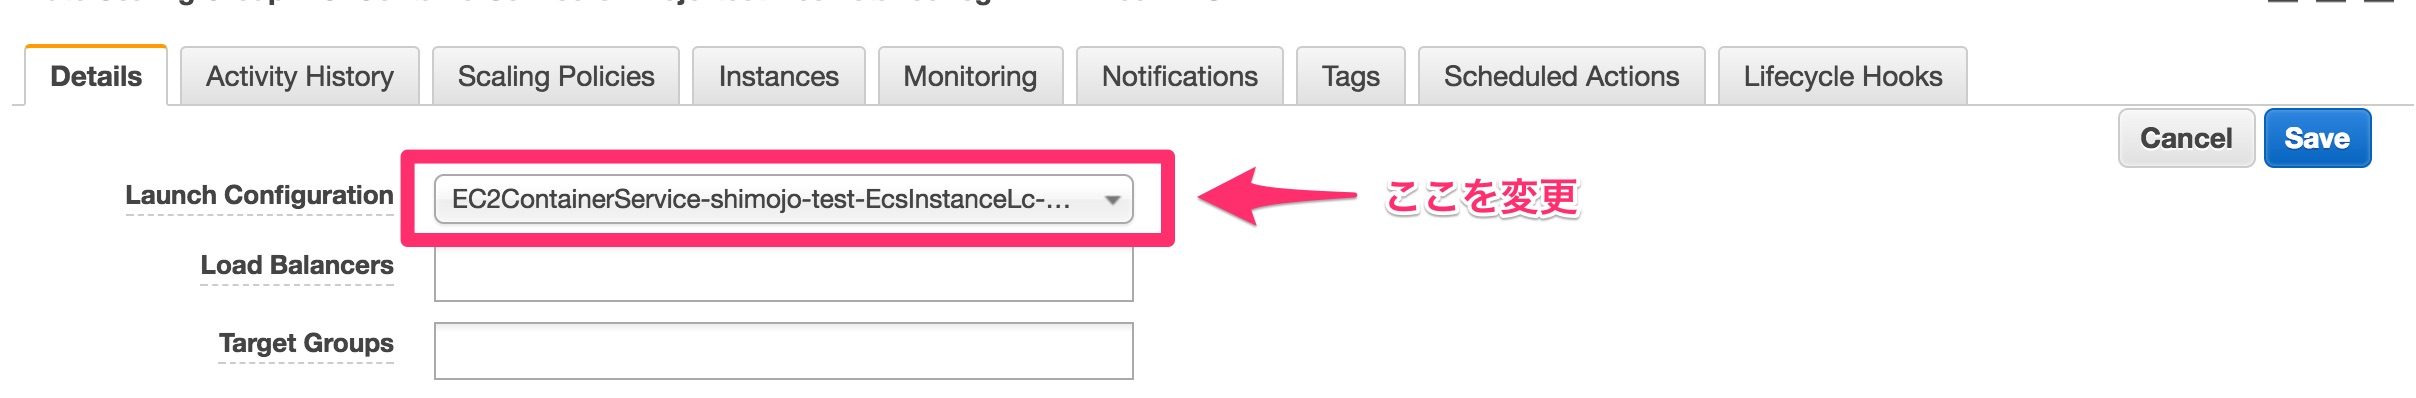 Details
Activity History
Scaling Policies
Instances
Monitoring
Notifications
Tags
Scheduled Actions
Lifecycle Hooks
Cancel
Save
Launch Configuration
EC2ContainerService-shimojo-test-EcsInstanceLc-...
ここを変更
Load Balancers
Target Groups